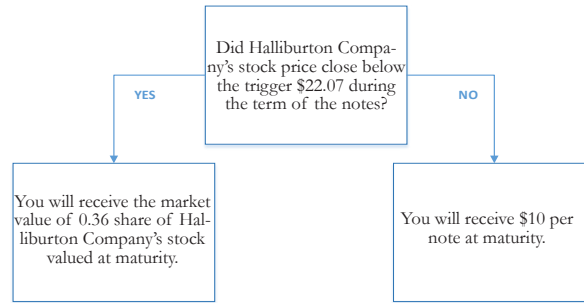 Did Halliburton Compa-
ny's stock price close below
the trigger $22.07 during
the term of the notes?
YES
NO
You will receive the market
value of 0.36 share of Hal-
liburton Company's stock
valued at maturity.
You will receive $10 per
note at maturity.